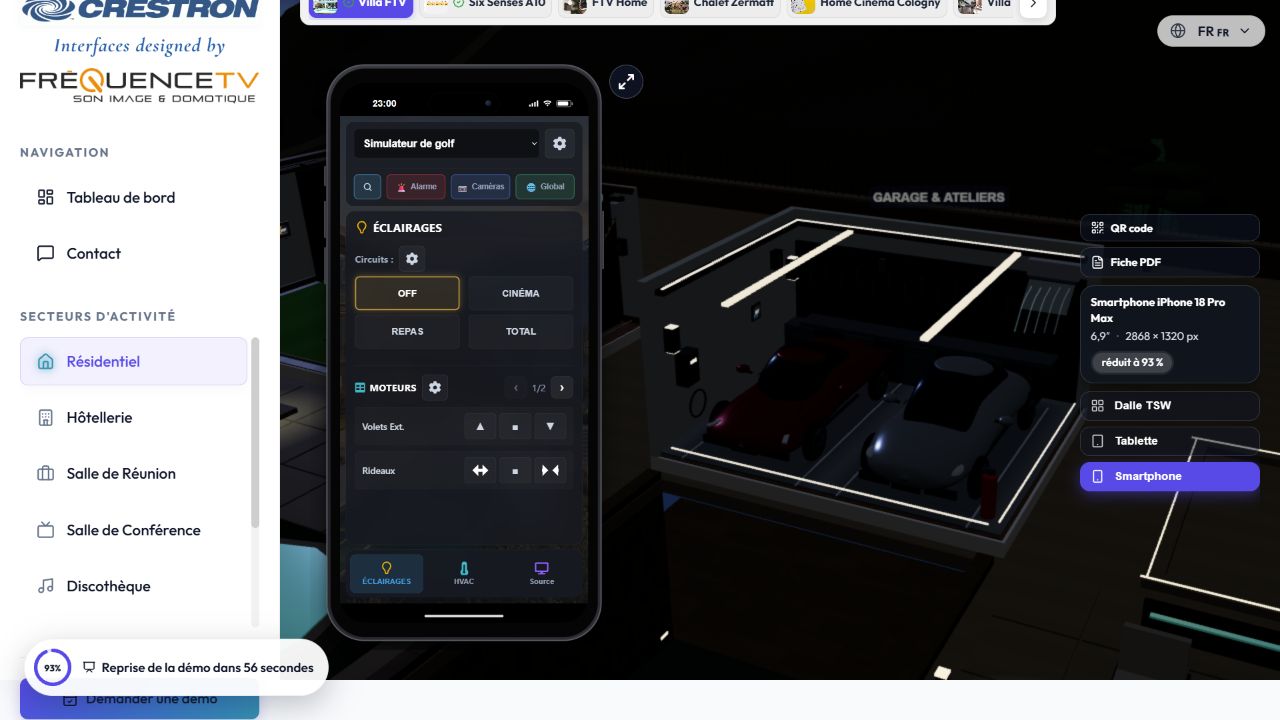 CRESTRON
Interfaces designed by
FRÉQUENCETV
SON IMAGE & DOMOTIQUE
NAVIGATION
Tableau de bord
Contact
SECTEURS D'ACTIVITÉ
Résidentiel
Hôtellerie
Salle de Réunion
Salle de Conférence
Discothèque
93%
Reprise de la démo dans 56 secondes
Demander une démo
Villa FTV
Six Senses A10
FTV Home
Chalet Zermatt
Home Cinéma Cologny
Villa
FR FR
23:00
Simulateur de golf
Alarme
Caméras
Global
ÉCLAIRAGES
Circuits :
OFF
CINÉMA
REPAS
TOTAL
MOTEURS
1/2
Volets Ext.
Rideaux
ÉCLAIRAGES
HVAC
Source
GARAGE & ATELIERS
QR code
Fiche PDF
Smartphone iPhone 18 Pro
Max
6,9" · 2868 × 1320 px
réduit à 93 %
Dalle TSW
Tablette
Smartphone